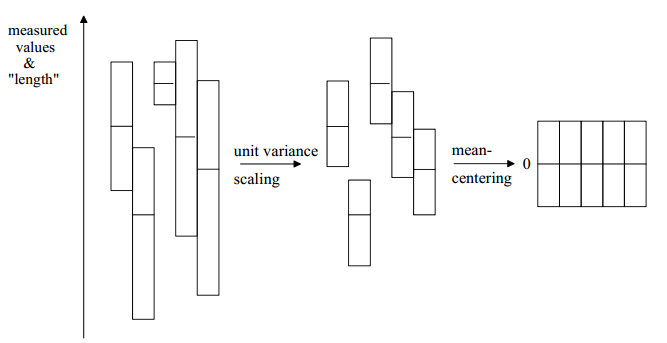 measured
values
&
"length"
unit variance
scaling
mean-
centering
0